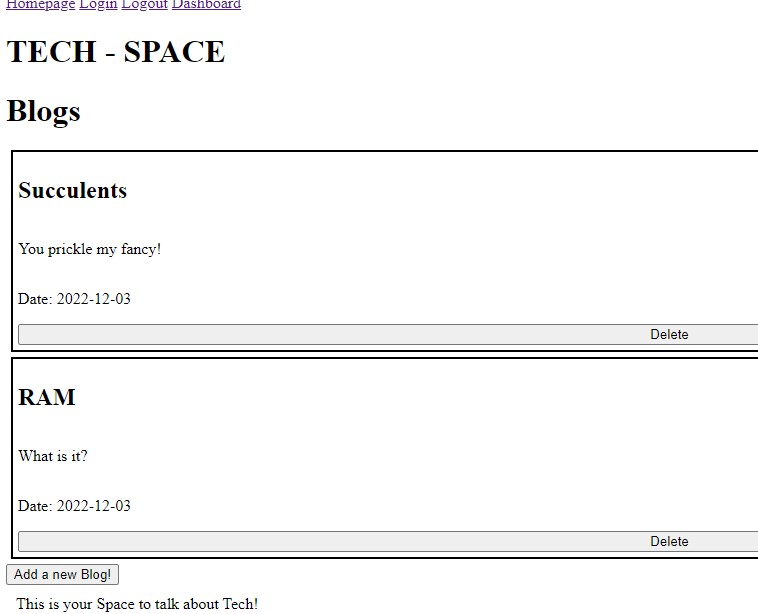 Homepage Login Logout Dashboard
TECH - SPACE
Blogs
Succulents
You prickle my fancy!
Date: 2022-12-03
Delete
RAM
What is it?
Date: 2022-12-03
Delete
Add a new Blog!
This is your Space to talk about Tech!